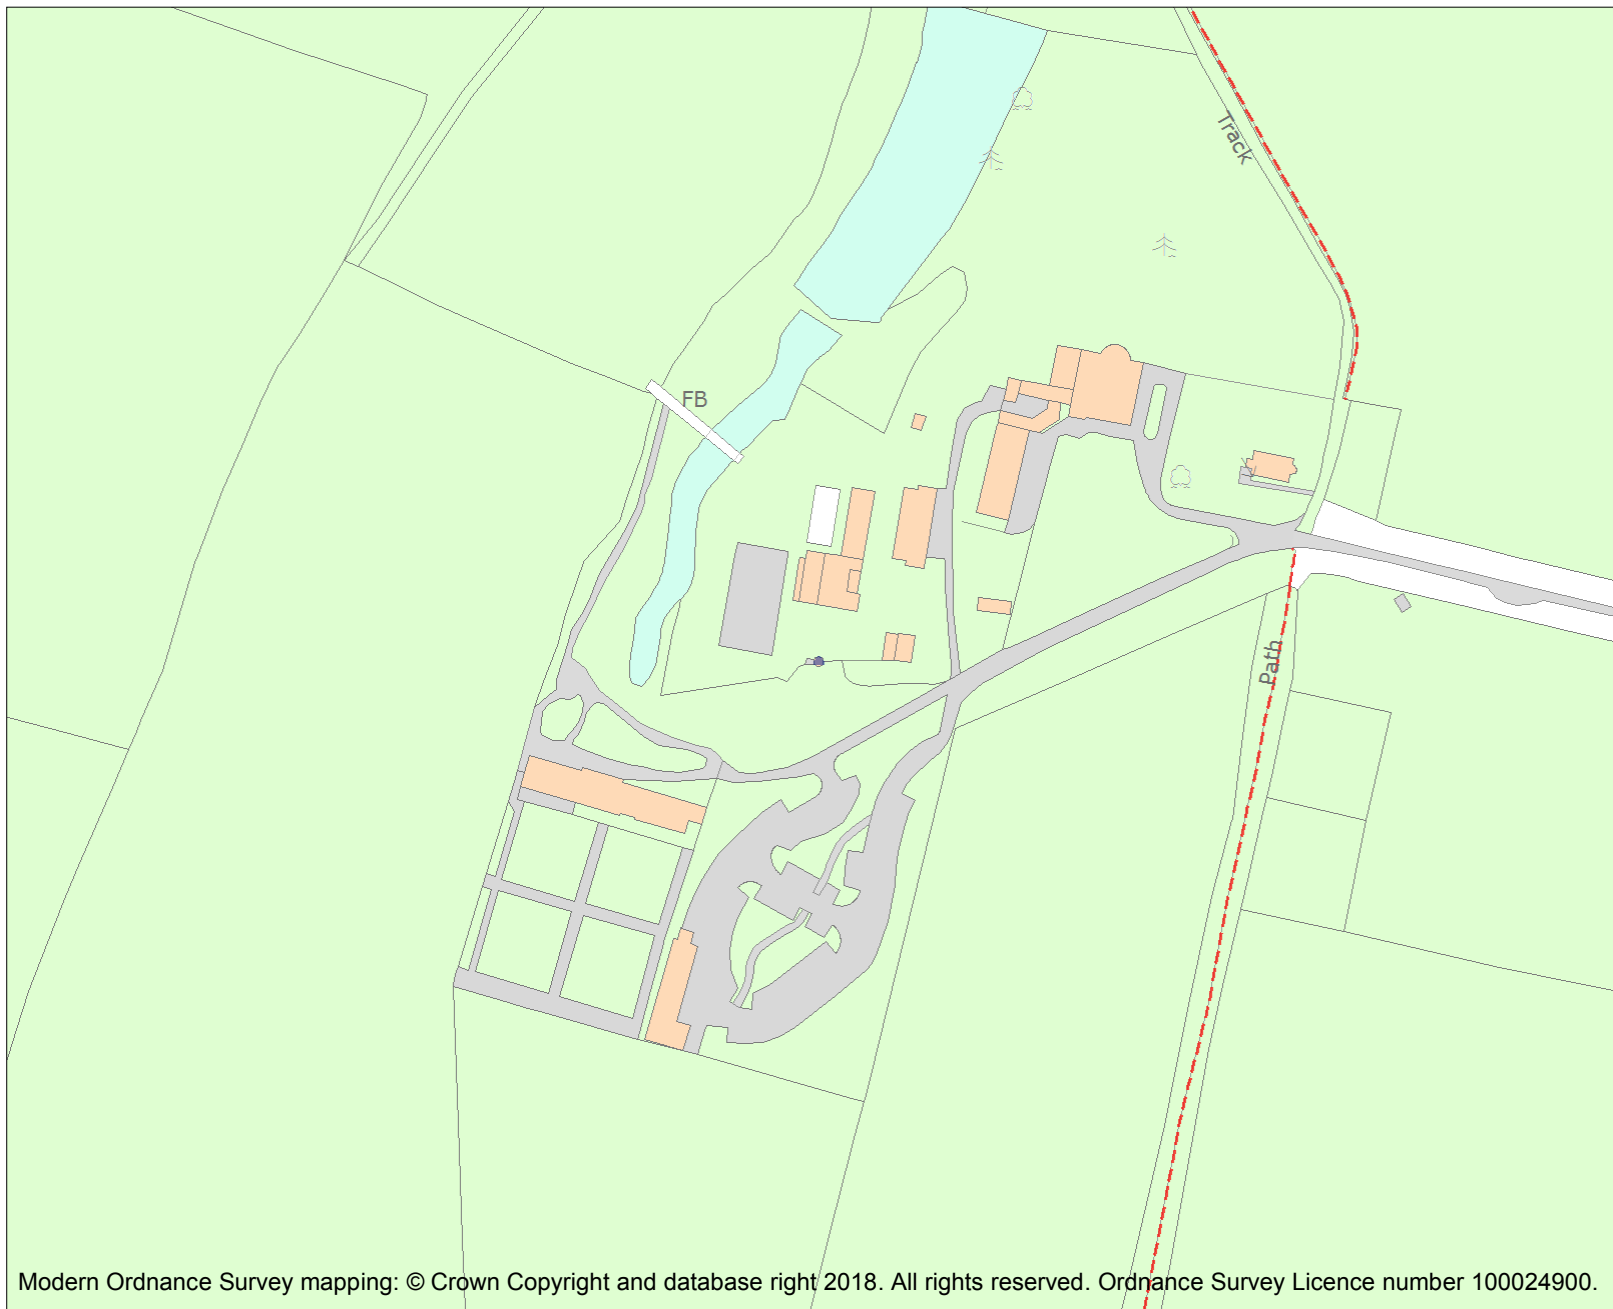 Track
FB
Path
Modern Ordnance Survey mapping: © Crown Copyright and database right 2018. All rights reserved. Ordnance Survey Licence number 100024900.